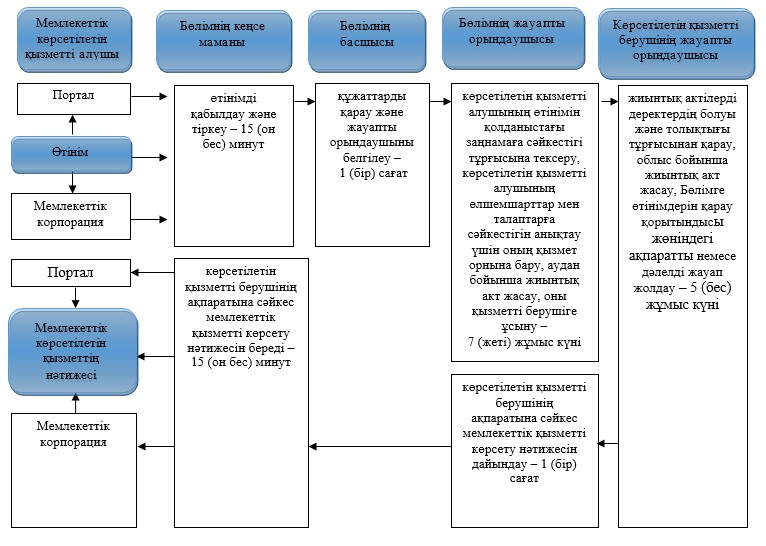 Мемлекеттік
көрсетілетін
қызметті алушы
Бөлімнің кеңсе
маманы
Бөлімнің
басшысы
Бөлімнің жауапты
орындаушысы
Көрсетілетін қызметті
берушінің жауапты
орындаушысы
Портал
Өтінім
Мемлекеттік
корпорация
өтінімді
қабылдау және
тіркеу – 15 (он
бес) минут
құжаттарды
қарау және
жауапты
орындаушыны
белгілеу –
1 (бір) сағат
көрсетілетін қызметті
алушының өтінімін
қолданыстағы
заңнамаға сәйкестігі
тұрғысына тексеру,
көрсетілетін қызметті
алушының
өлшемшарттар мен
талаптарға
сәйкестігін анықтау
үшін оның қызмет
орнына бару, аудан
бойынша жиынтық
акт жасау, оны
қызметті берушіге
ұсыну –
7 (жеті) жұмыс күні
жиынтық актілерді
деректердің болуы
және толықтығы
тұрғысынан қарау,
облыс бойынша
жиынтық акт
жасау, Бөлімге
өтінімдерін қарау
қорытындысы
жөніндегі
ақпаратты немесе
дәлелді жауап
жолдау – 5 (бес)
жұмыс күні
Портал
Мемлекеттік
көрсетілетін
қызметтің
нәтижесі
Мемлекеттік
корпорация
көрсетілетін
қызметті берушінің
ақпаратына сәйкес
мемлекеттік
қызметті көрсету
нәтижесін береді –
15 (он бес) минут
көрсетілетін қызметті
берушінің
ақпаратына сәйкес
мемлекеттік қызметті
көрсету нәтижесін
дайындау – 1 (бір)
сағат